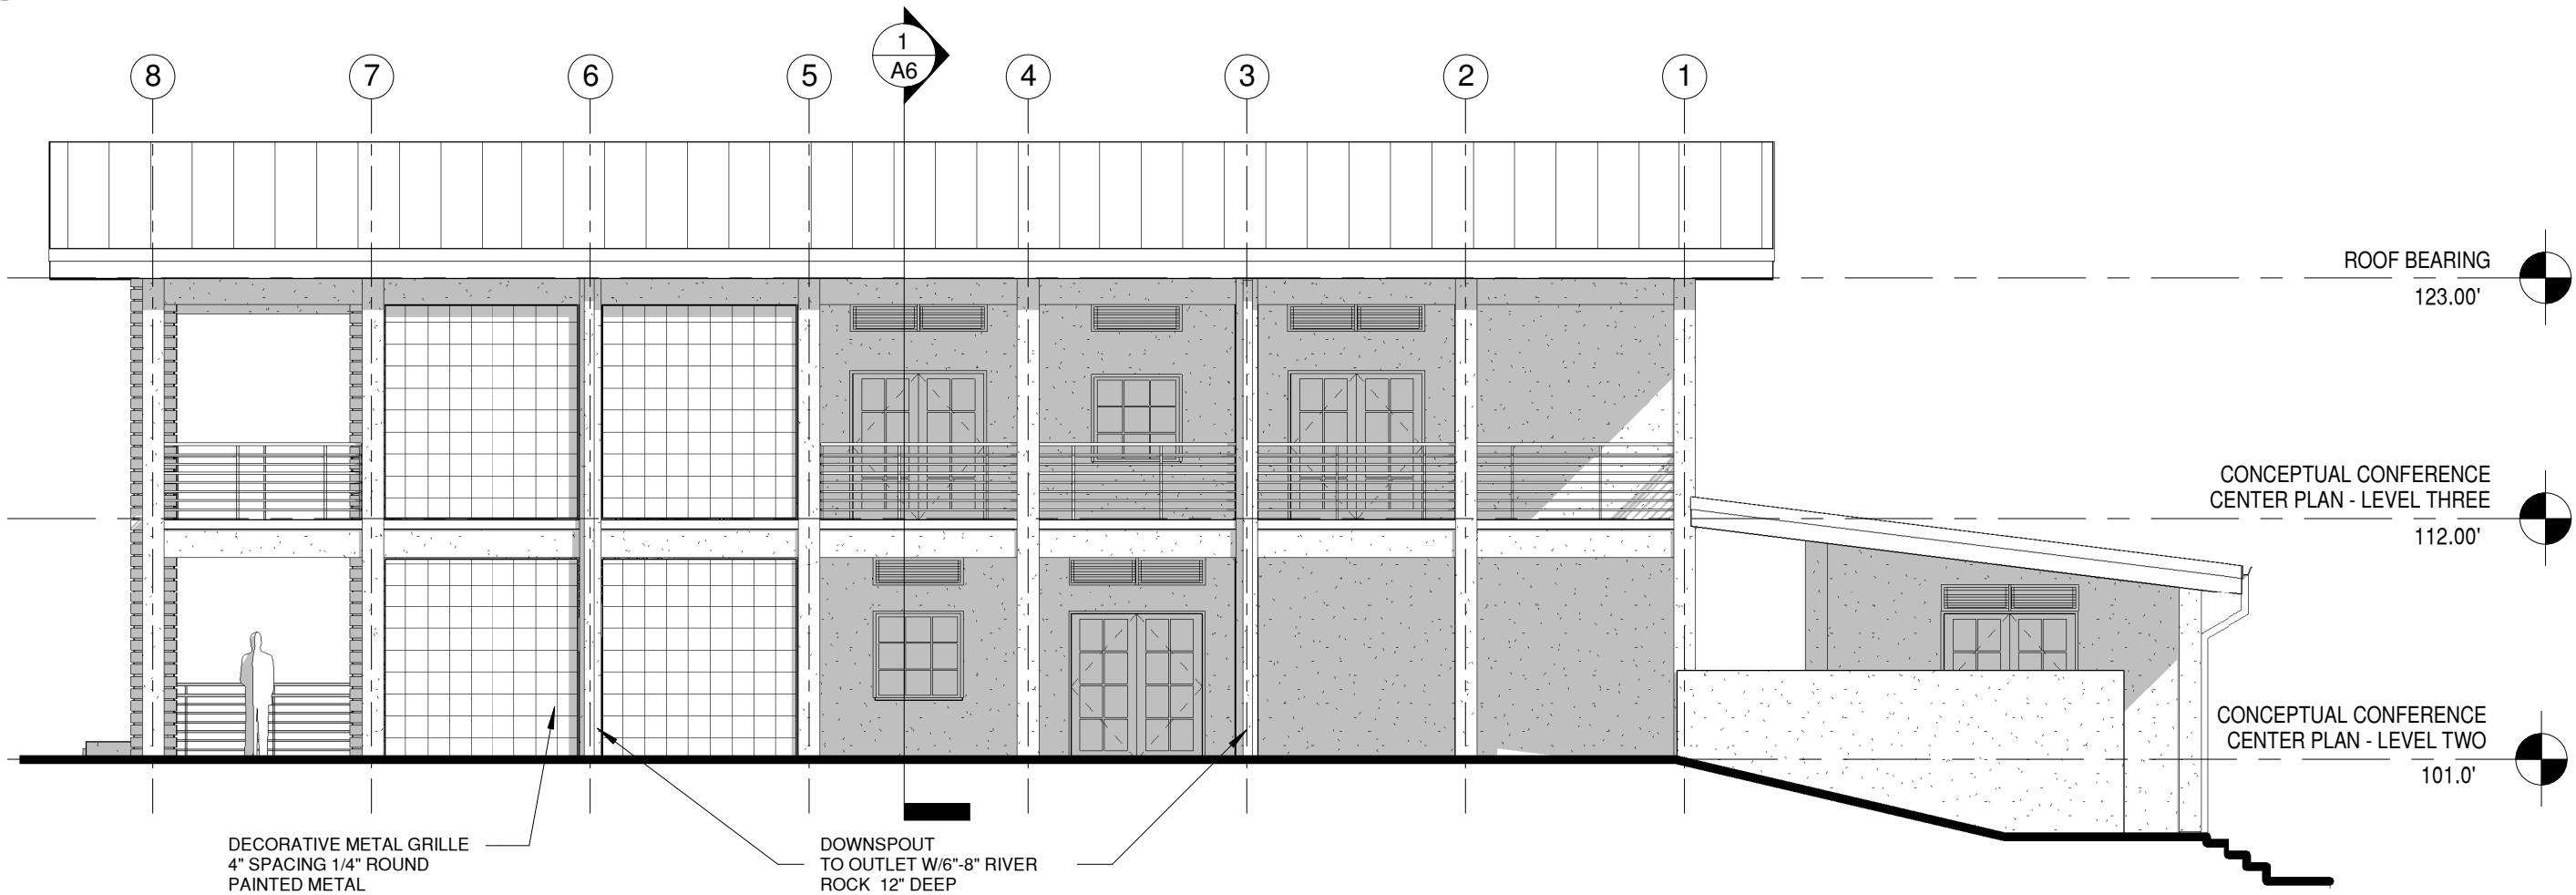 1
A6
8
7
6
5
4
3
2
1
ROOF BEARING
123.00'
CONCEPTUAL CONFERENCE
CENTER PLAN - LEVEL THREE
112.00'
CONCEPTUAL CONFERENCE
CENTER PLAN - LEVEL TWO
101.0'
DECORATIVE METAL GRILLE
4" SPACING 1/4" ROUND
PAINTED METAL
DOWNSPOUT
TO OUTLET W/6"-8" RIVER
ROCK 12" DEEP